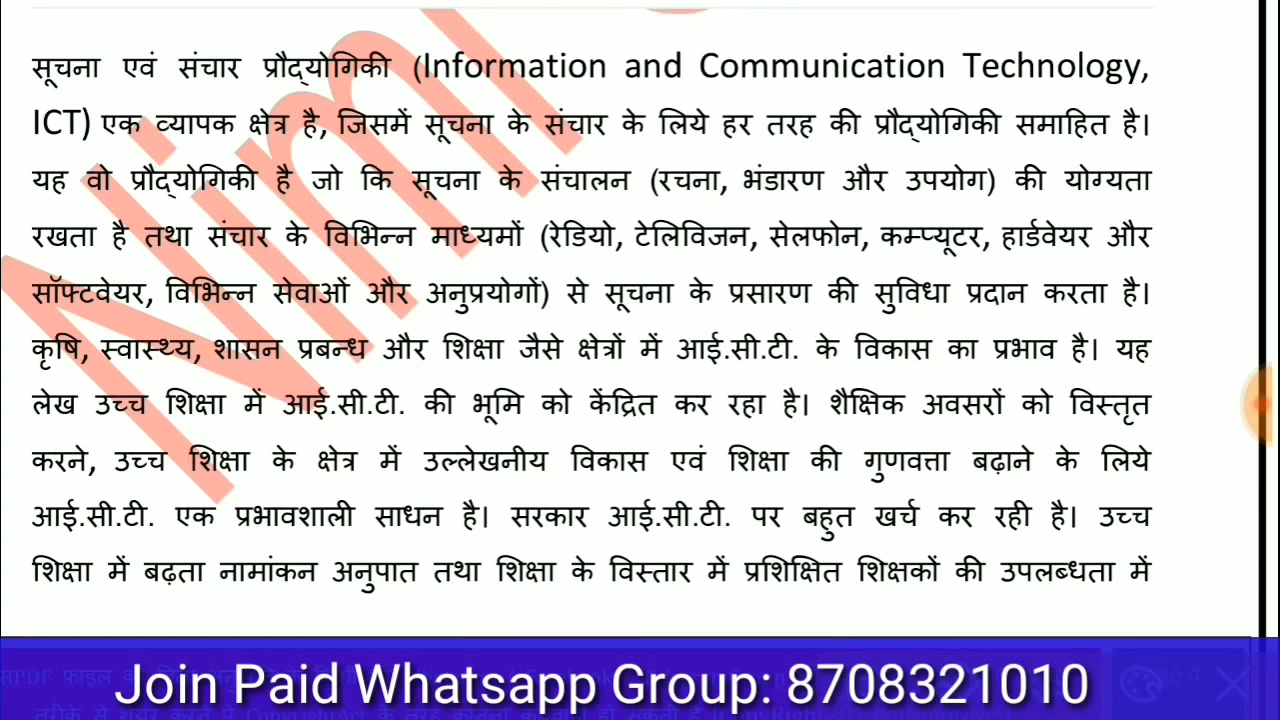 सूचना एवं संचार प्रौद्योगिकी (Information and Communication Technology,
ICT) एक व्यापक क्षेत्र है, जिसमें सूचना के संचार के लिये हर तरह की प्रौद्योगिकी समाहित है।
यह वो प्रौद्योगिकी है जो कि सूचना के संचालन (रचना, भंडारण और उपयोग) की योग्यता
रखता है तथा संचार के विभिन्न माध्यमों (रेडियो, टेलिविजन, सेलफोन, कम्प्यूटर, हार्डवेयर और
सॉफ्टवेयर, विभिन्न सेवाओं और अनुप्रयोगों) से सूचना के प्रसारण की सुविधा प्रदान करता है।
कृषि, स्वास्थ्य, शासन प्रबन्ध और शिक्षा जैसे क्षेत्रों में आई.सी.टी. के विकास का प्रभाव है। यह
लेख उच्च शिक्षा में आई.सी.टी. की भूमि को केंद्रित कर रहा है। शैक्षिक अवसरों को विस्तृत
करने, उच्च शिक्षा के क्षेत्र में उल्लेखनीय विकास एवं शिक्षा की गुणवत्ता बढ़ाने के लिये
आई.सी.टी. एक प्रभावशाली साधन है। सरकार आई.सी.टी. पर बहुत खर्च कर रही है। उच्च
शिक्षा में बढ़ता नामांकन अनुपात तथा शिक्षा के विस्तार में प्रशिक्षित शिक्षकों की उपलब्धता में
Join Paid Whatsapp Group: 8708321010